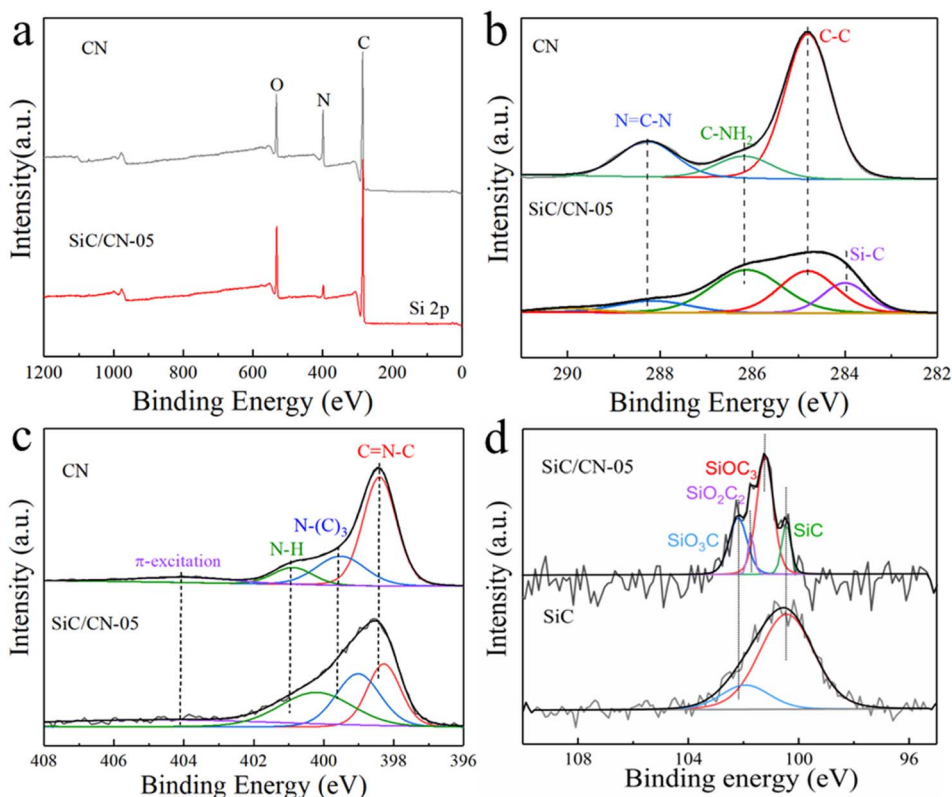 a
CN
O
N
C
SiC/CN-05
Si 2p
Intensity(a.u.)
1200 1000 800 600 400 200 0
Binding Energy (eV)
b
CN
C-C
N=C-N
C-NH₂
SiC/CN-05
Si-C
Intensity (a.u.)
290 288 286 284 282
Binding Energy (eV)
c
CN
C=N-C
N-(C)₃
N-H
π-excitation
SiC/CN-05
Intensity (a.u.)
408 406 404 402 400 398 396
Binding Energy (eV)
d
SiC/CN-05
SiOC₃
SiO₂C₂
SiO₃C
SiC
SiC
Intensity (a.u.)
108 104 100 96
Binding energy (eV)